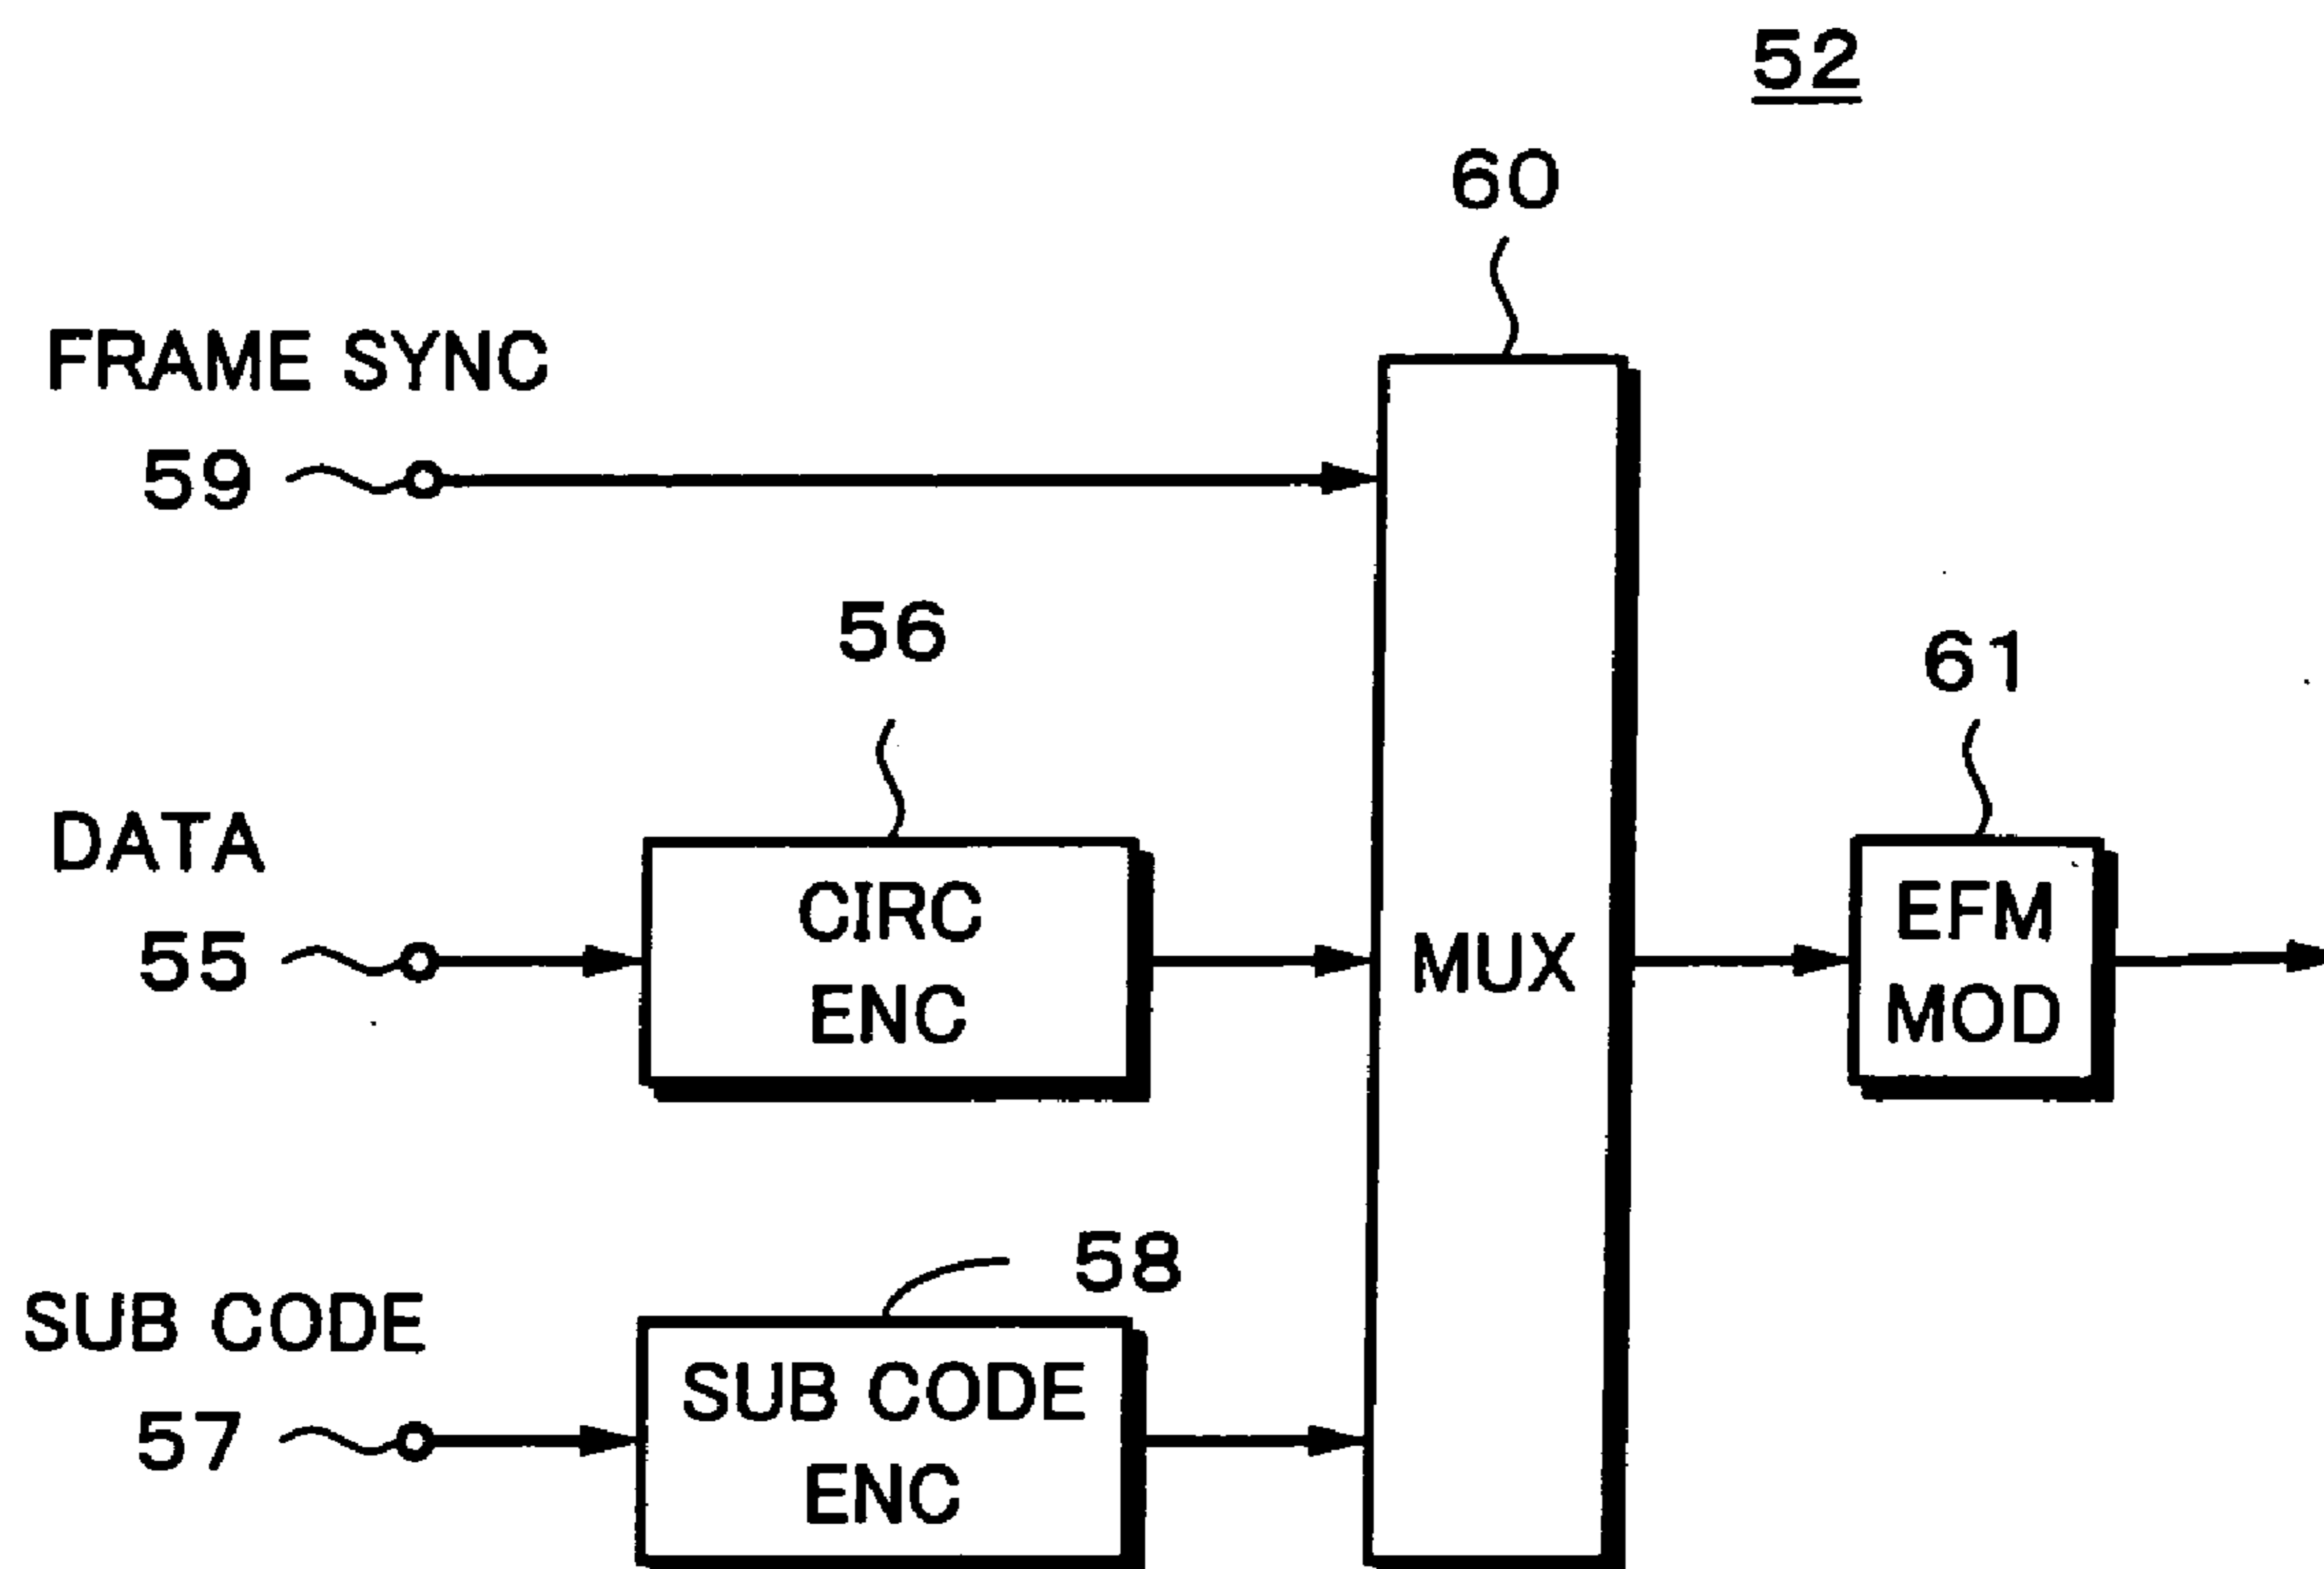 52
60
FRAME SYNC
59
56
61
DATA
CIRC
ENC
55
MUX
EFM
MOD
58
SUB CODE
57
SUB CODE
ENC